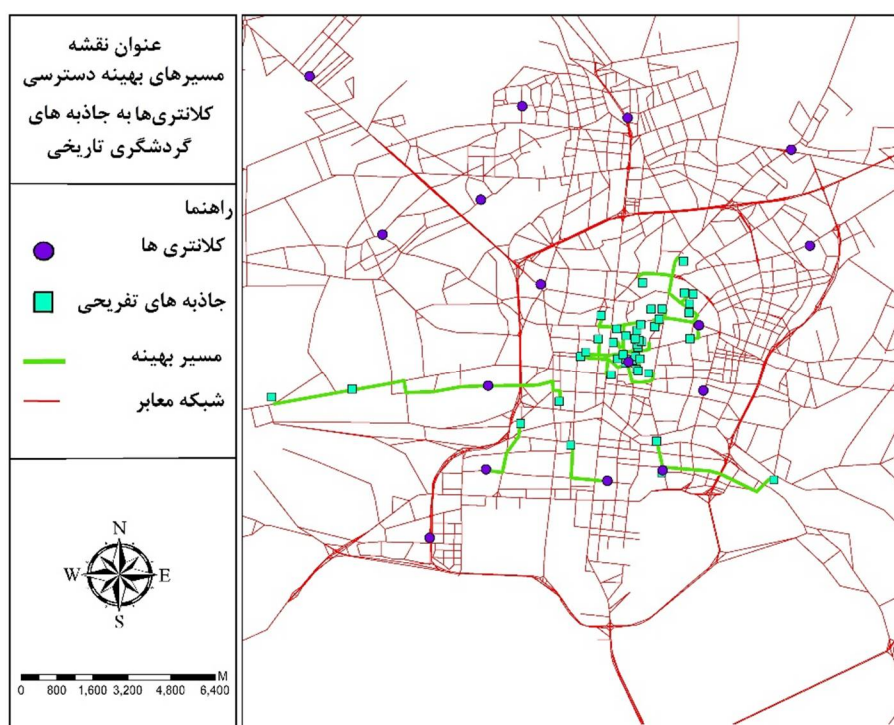 عنوان نقشه
مسیرهای بهینه دسترسی
کلانتری‌ها به جاذبه های
گردشگری تاریخی
راهنما
کلانتری ها
جاذبه های تفریحی
مسیر بهینه
شبکه معابر
N
W E
S
M
0 800 1,600 3,200 4,800 6,400